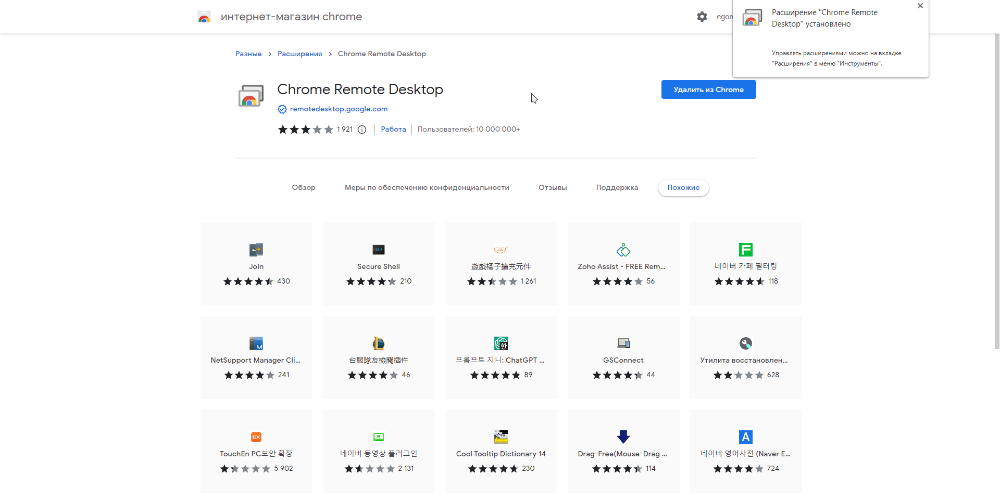 интернет-магазин chrome
Расширение "Chrome Remote
Desktop" установлено
Управлять расширениями можно на вкладке
"Расширения" в меню "Инструменты".
Разные
Расширения
Chrome Remote Desktop
Chrome Remote Desktop
Удалить из Chrome
remotedesktop.google.com
1 921
Работа
Пользователей: 10 000 000+
Обзор
Меры по обеспечению конфиденциальности
Отзывы
Поддержка
Похожие
Join
430
Secure Shell
210
遊戲橘子擴充元件
1 261
Zoho Assist - FREE Rem...
56
네이버 카페 필터링
118
NetSupport Manager Cli...
241
台服隊友檢閱插件
46
프롬프트 지니: ChatGPT ...
89
GSConnect
44
Утилита восстановлен...
628
TouchEn PC보안 확장
5 902
네이버 동영상 플러그인
2 131
Cool Tooltip Dictionary 14
230
Drag-Free(Mouse-Drag ...
114
네이버 영어사전 (Naver E...
724